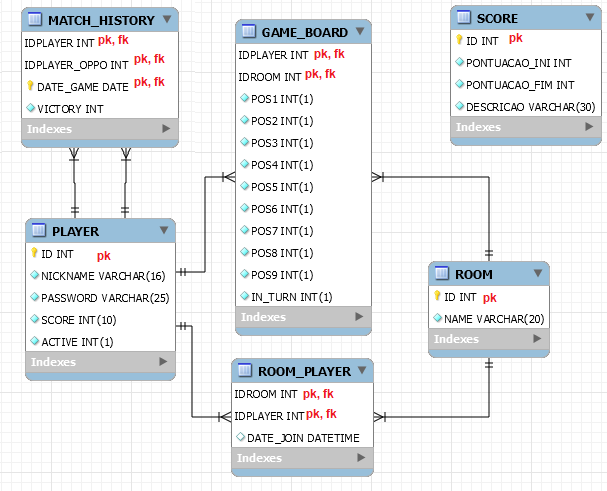 MATCH_HISTORY
IDPLAYER INT pk, fk
IDPLAYER_OPPO INT pk, fk
DATE_GAME DATE pk, fk
VICTORY INT
Indexes
GAME_BOARD
IDPLAYER INT pk, fk
IDROOM INT pk, fk
POS1 INT(1)
POS2 INT(1)
POS3 INT(1)
POS4 INT(1)
POS5 INT(1)
POS6 INT(1)
POS7 INT(1)
POS8 INT(1)
POS9 INT(1)
IN_TURN INT(1)
Indexes
SCORE
ID INT pk
PONTUACAO_INI INT
PONTUACAO_FIM INT
DESCRICAO VARCHAR(30)
Indexes
PLAYER
ID INT pk
NICKNAME VARCHAR(16)
PASSWORD VARCHAR(25)
SCORE INT(10)
ACTIVE INT(1)
Indexes
ROOM
ID INT pk
NAME VARCHAR(20)
Indexes
ROOM_PLAYER
IDROOM INT pk, fk
IDPLAYER INT pk, fk
DATE_JOIN DATETIME
Indexes